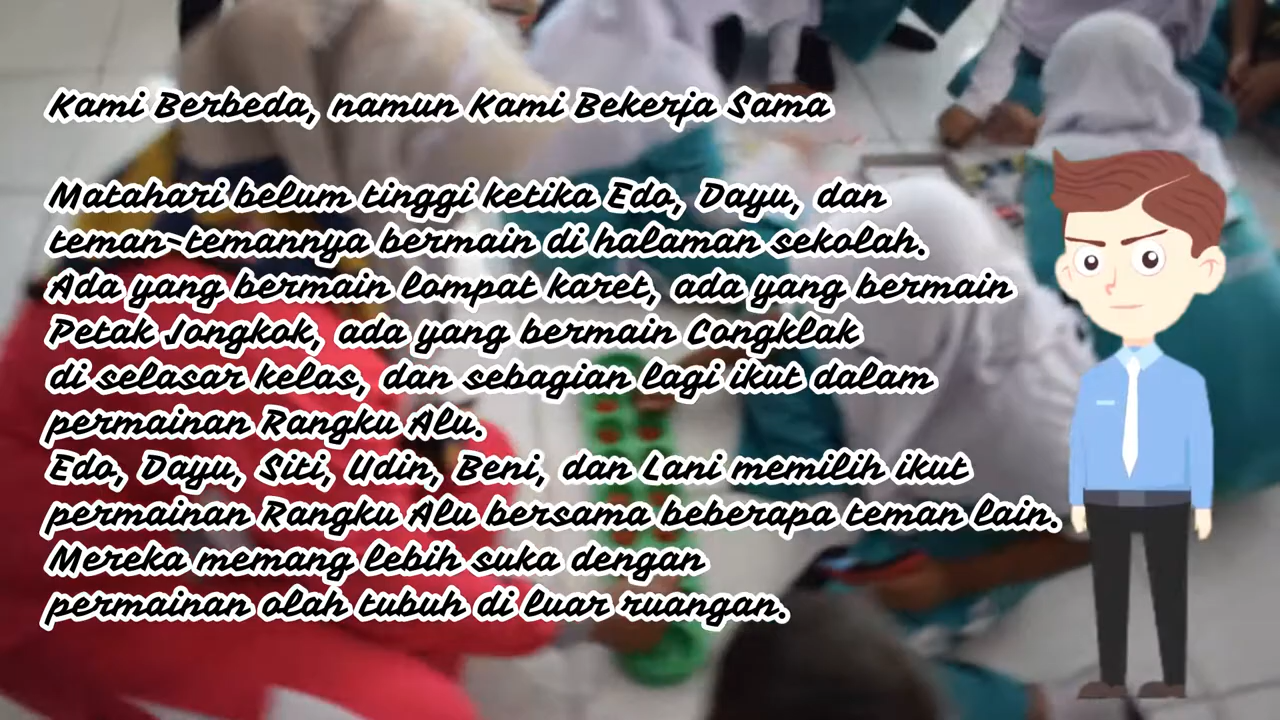 Kami Berbeda, namun Kami Bekerja Sama
Matahari belum tinggi ketika Edo, Dayu, dan
teman-temannya bermain di halaman sekolah.
Ada yang bermain lompat karet, ada yang bermain
Petak Jongkok, ada yang bermain Congklak
di selasar kelas, dan sebagian lagi ikut dalam
permainan Rangku Alu.
Edo, Dayu, Siti, Udin, Beni, dan Lani memilih ikut
permainan Rangku Alu bersama beberapa teman lain.
Mereka memang lebih suka dengan
permainan olah tubuh di luar ruangan.